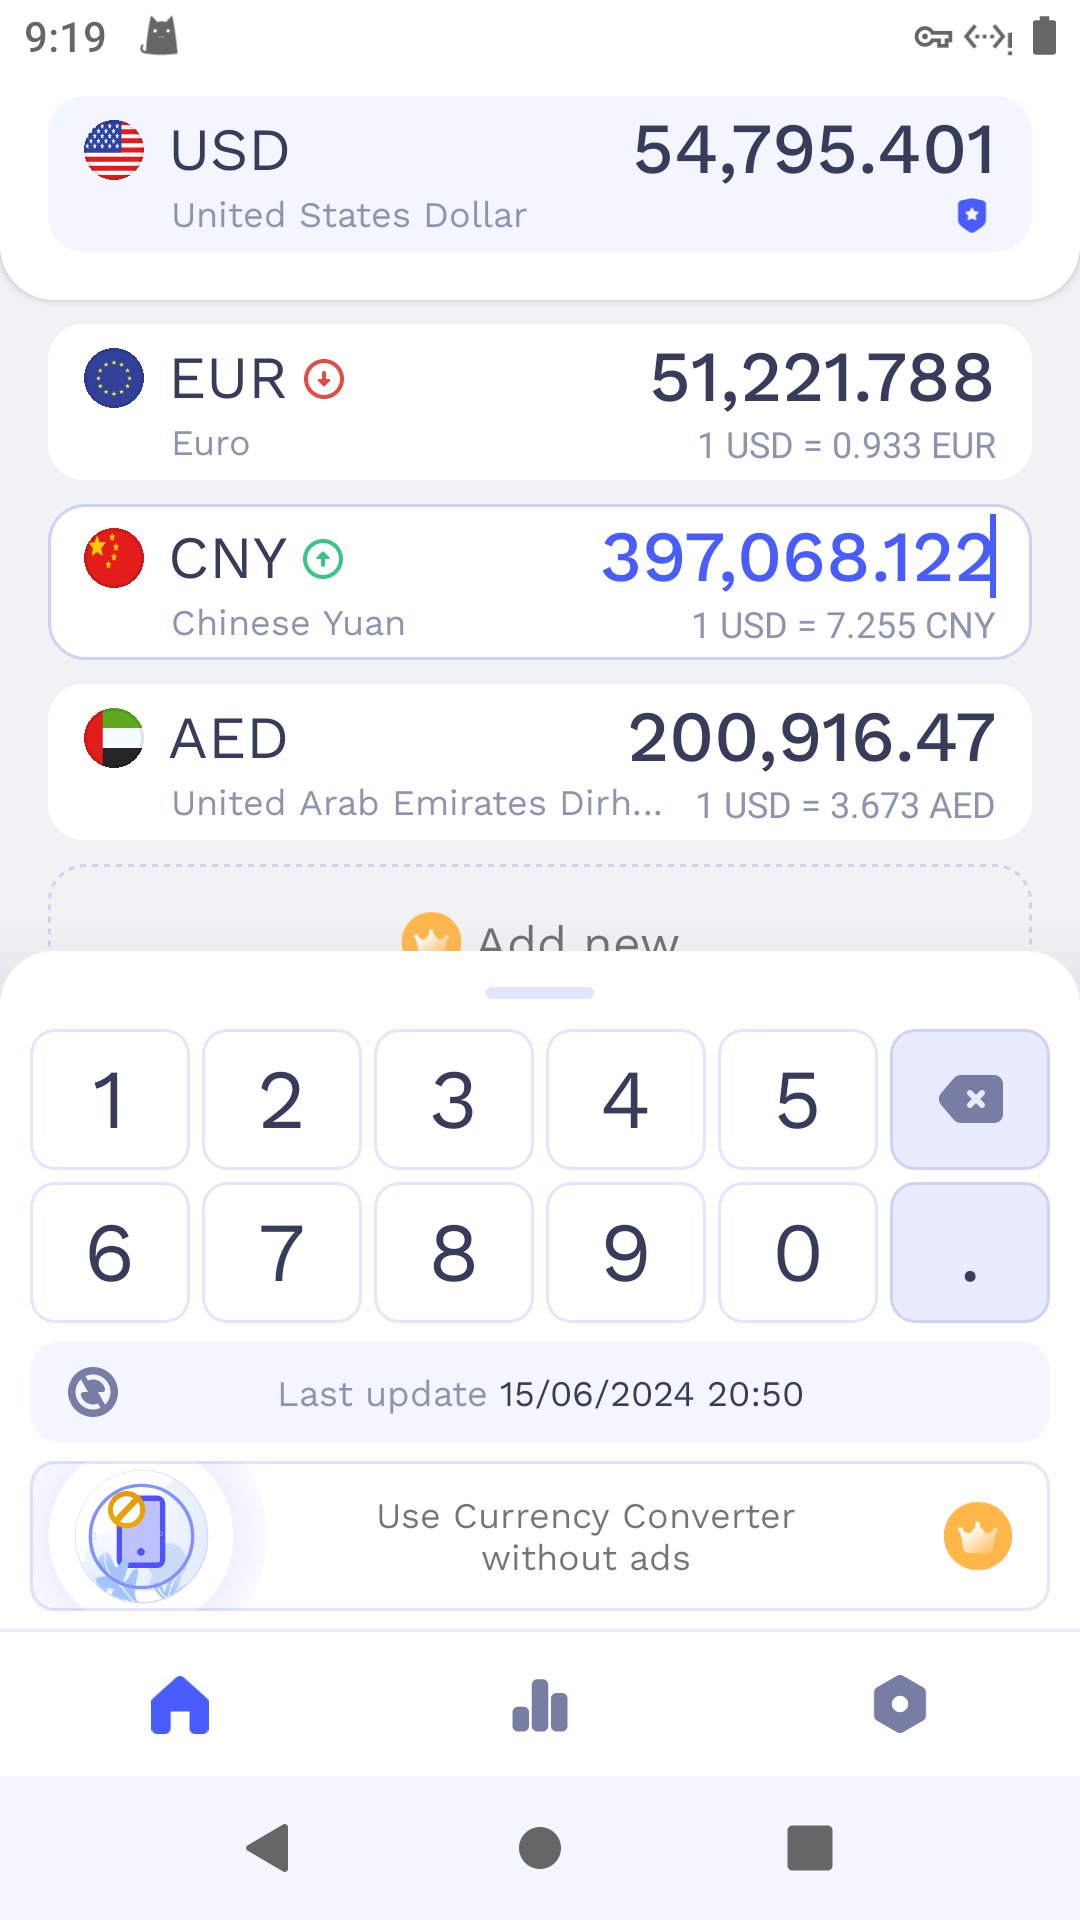 9:19
USD 54,795.401
United States Dollar
EUR 51,221.788
Euro 1 USD = 0.933 EUR
CNY 397,068.122
Chinese Yuan 1 USD = 7.255 CNY
AED 200,916.47
United Arab Emirates Dirh... 1 USD = 3.673 AED
Add new
1 2 3 4 5
6 7 8 9 0 .
Last update 15/06/2024 20:50
Use Currency Converter
without ads